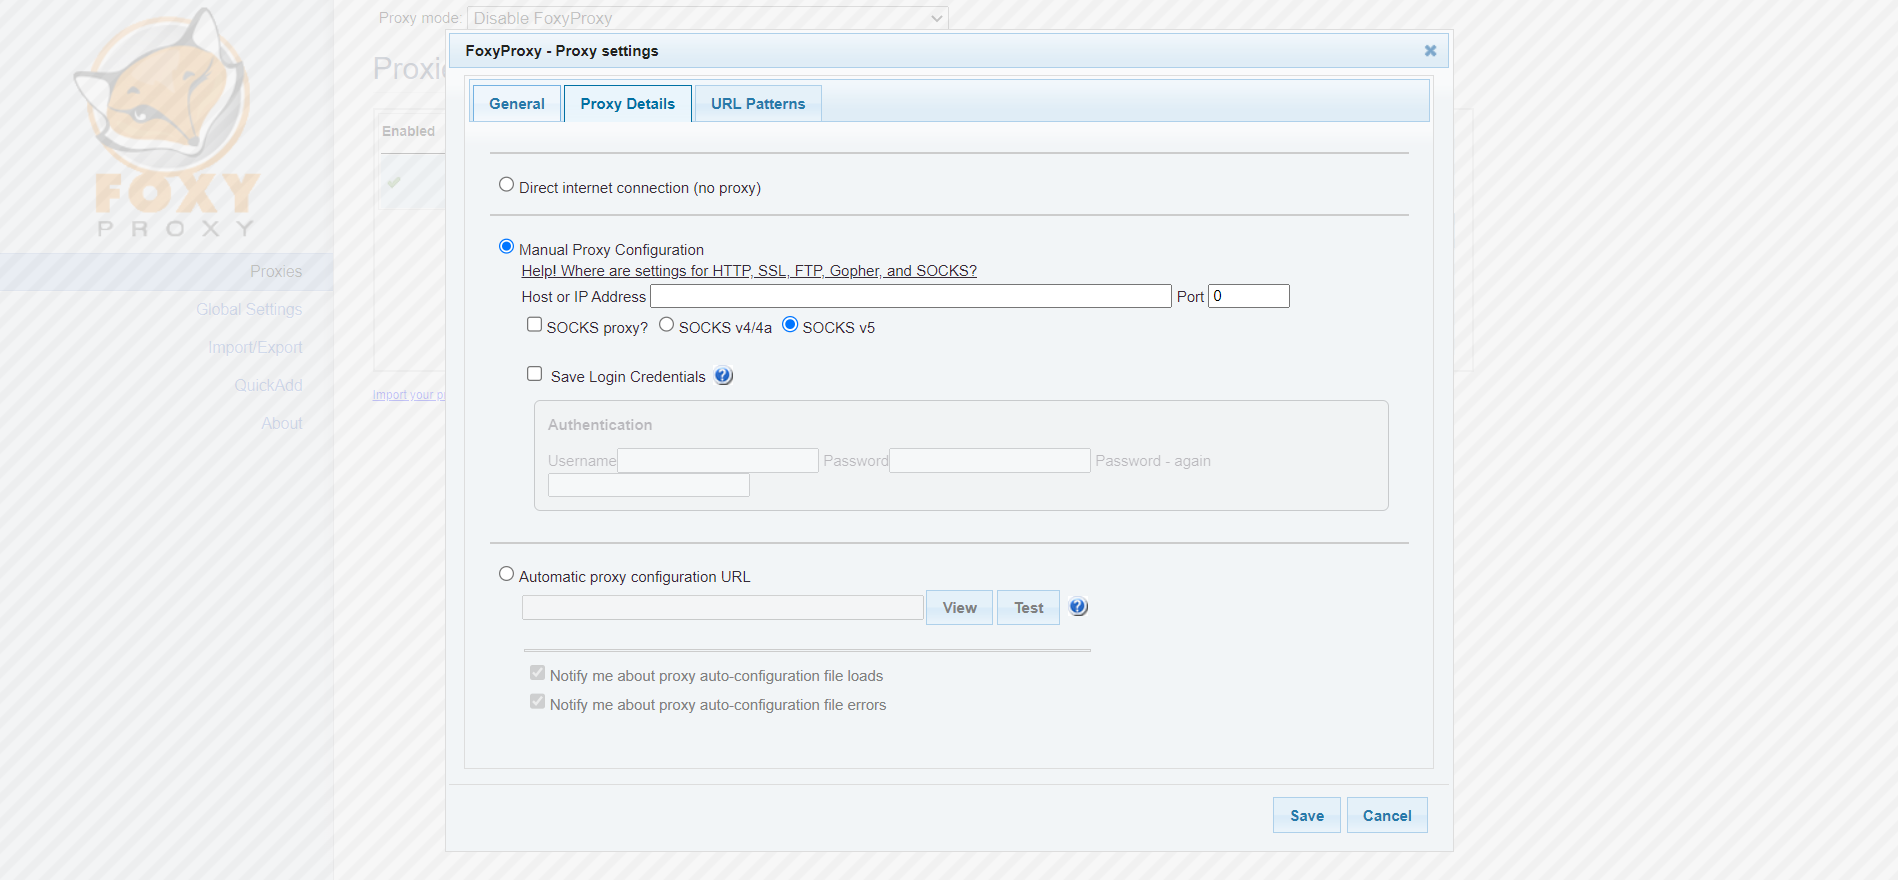 Proxy mode: Disable FoxyProxy
FOXY
PROXY
Enabled
Proxies
Global Settings
Import/Export
QuickAdd
About
Import your
FoxyProxy - Proxy settings
General Proxy Details URL Patterns
Direct internet connection (no proxy)
Manual Proxy Configuration
Help! Where are settings for HTTP, SSL, FTP, Gopher, and SOCKS?
Host or IP Address Port 0
SOCKS proxy? SOCKS v4/4a SOCKS v5
Save Login Credentials
Authentication
Username Password Password - again
Automatic proxy configuration URL
View Test
Notify me about proxy auto-configuration file loads
Notify me about proxy auto-configuration file errors
Save Cancel